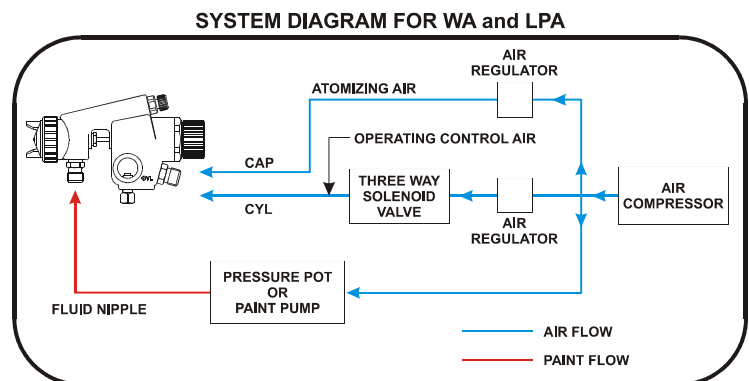 SYSTEM DIAGRAM FOR WA and LPA
AIR
REGULATOR
ATOMIZING AIR
OPERATING CONTROL AIR
CAP
CYL
CYL
THREE WAY
SOLENOID
VALVE
AIR
REGULATOR
AIR
COMPRESSOR
PRESSURE POT
OR
PAINT PUMP
FLUID NIPPLE
AIR FLOW
PAINT FLOW